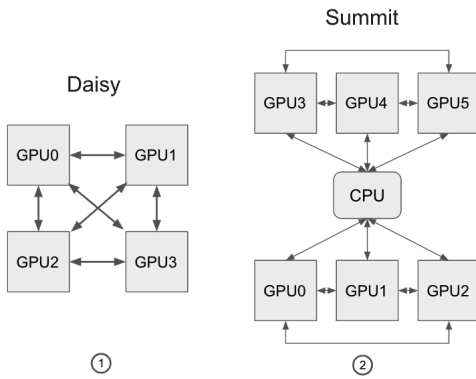 Daisy
GPU0 GPU1
GPU2 GPU3
1
Summit
GPU3 GPU4 GPU5
CPU
GPU0 GPU1 GPU2
2